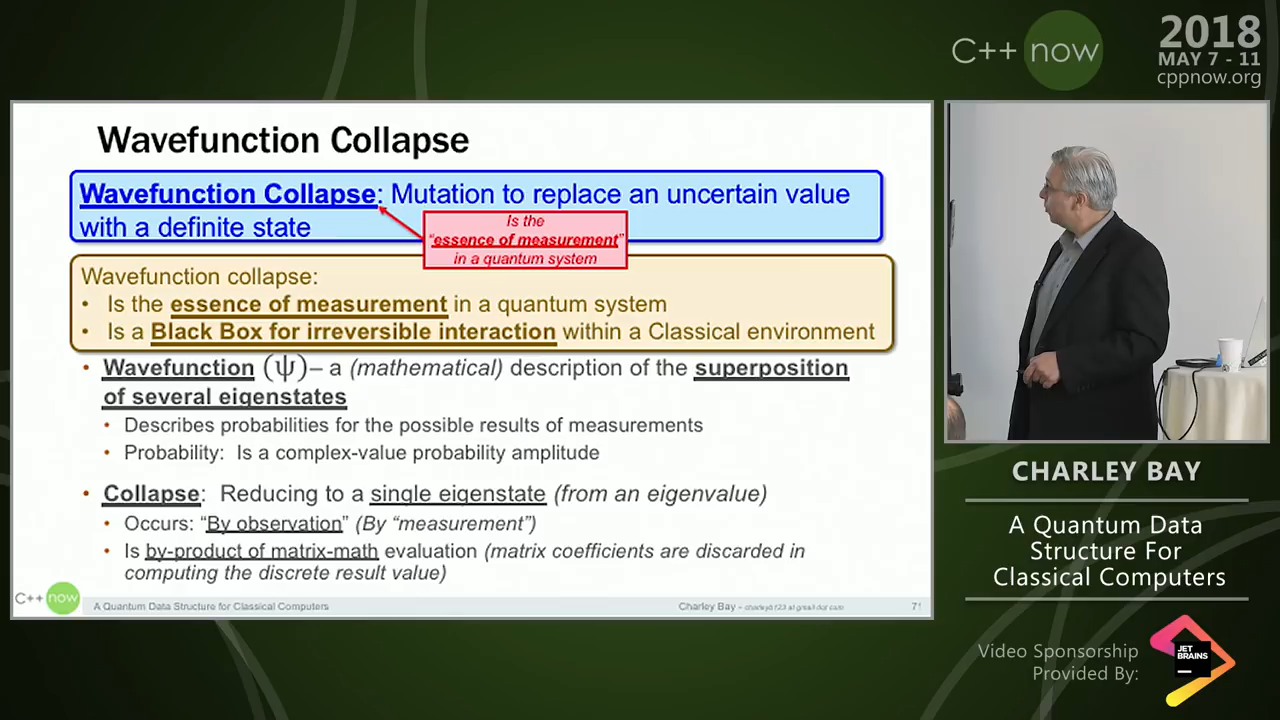 C++ now
2018
MAY 7 - 11
cppnow.org
Wavefunction Collapse
Wavefunction Collapse: Mutation to replace an uncertain value
with a definite state
Is the
"essence of measurement"
in a quantum system
Wavefunction collapse:
• Is the essence of measurement in a quantum system
• Is a Black Box for irreversible interaction within a Classical environment
• Wavefunction (ψ)– a (mathematical) description of the superposition
of several eigenstates
• Describes probabilities for the possible results of measurements
• Probability: Is a complex-value probability amplitude
• Collapse: Reducing to a single eigenstate (from an eigenvalue)
• Occurs: "By observation" (By "measurement")
• Is by-product of matrix-math evaluation (matrix coefficients are discarded in
computing the discrete result value)
C++ now
A Quantum Data Structure for Classical Computers
Charley Bay –
71
CHARLEY BAY
A Quantum Data
Structure For
Classical Computers
Video Sponsorship
Provided By:
JET
BRAINS